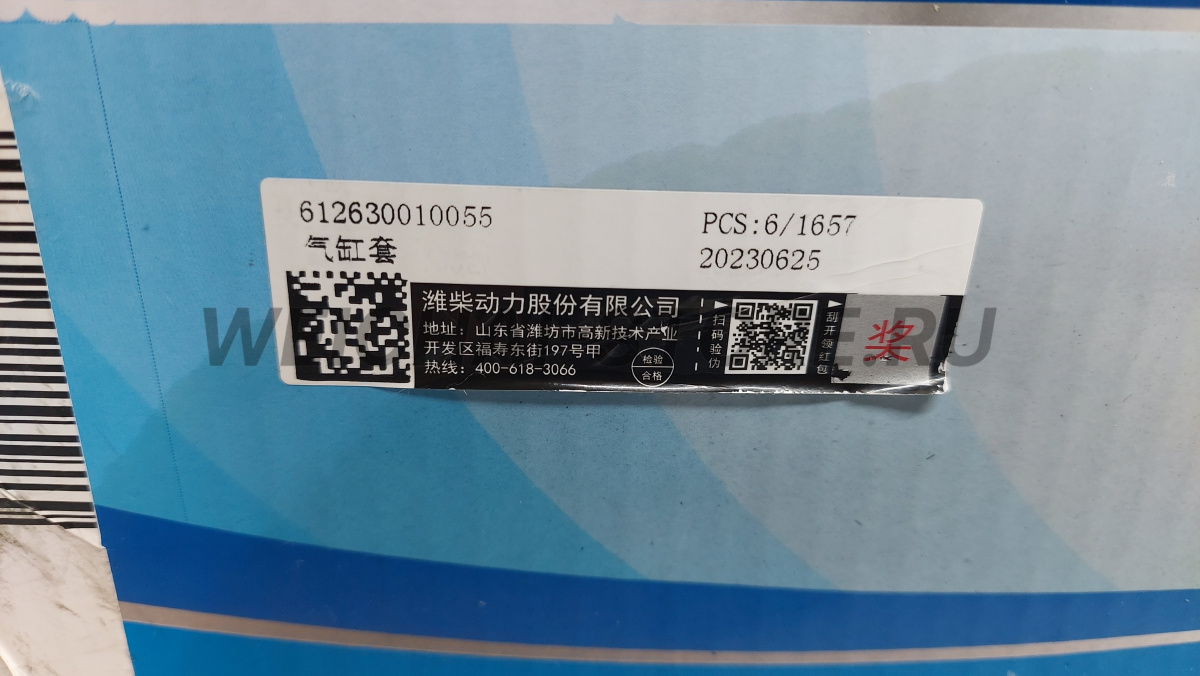 612630010055
气缸套
PCS:6/1657
20230625
潍柴动力股份有限公司
地址：山东省潍坊市高新技术产业
开发区福寿东街197号甲
热线：400-618-3066
检验
合格
扫码验伪
刮开领红包
奖